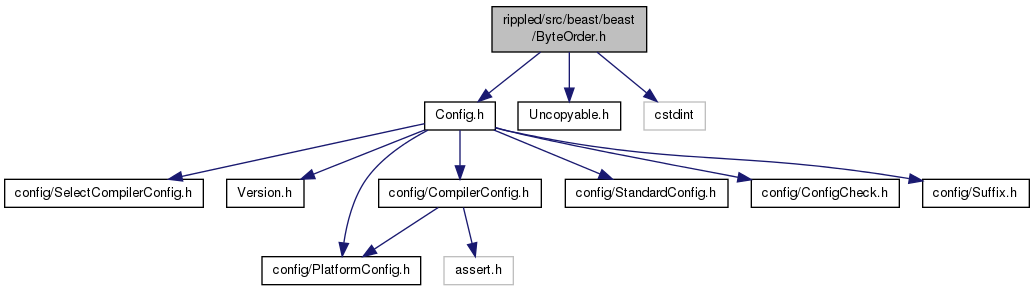 rippled/src/beast/beast
/ByteOrder.h
Config.h
Uncopyable.h
cstdint
config/SelectCompilerConfig.h
Version.h
config/CompilerConfig.h
config/StandardConfig.h
config/ConfigCheck.h
config/Suffix.h
config/PlatformConfig.h
assert.h